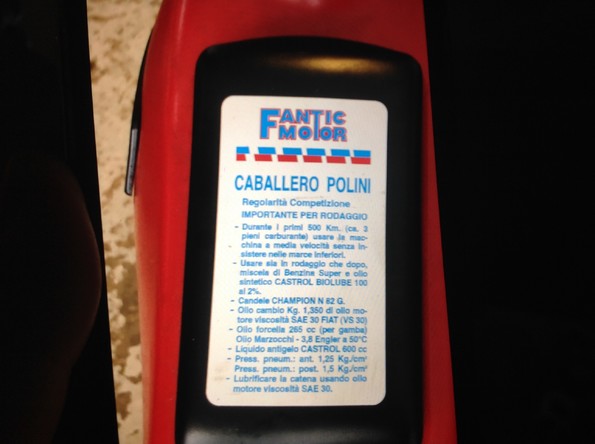 FANTIC
MOTOR
CABALLERO POLINI
Regolarità Competizione
IMPORTANTE PER RODAGGIO
- Durante i primi 500 Km. (ca. 3
pieni carburante) usare la mac-
china a media velocità senza in-
sistere nelle marce inferiori.
- Usare sia in rodaggio che dopo,
miscela di Benzina Super e olio
sintetico CASTROL BIOLUBE 100
al 2%.
- Candele CHAMPION N 82 G.
- Olio cambio Kg. 1,350 di olio mo-
tore viscosità SAE 30 FIAT (VS 30)
- Olio forcella 265 cc (per gamba)
Olio Marzocchi - 3,8 Engler a 50°C
- Liquido antigelo CASTROL 600 cc
- Press. pneum.: ant. 1,25 Kg./cm²
Press. pneum.: post. 1,5 Kg./cm²
- Lubrificare la catena usando olio
motore viscosità SAE 30.